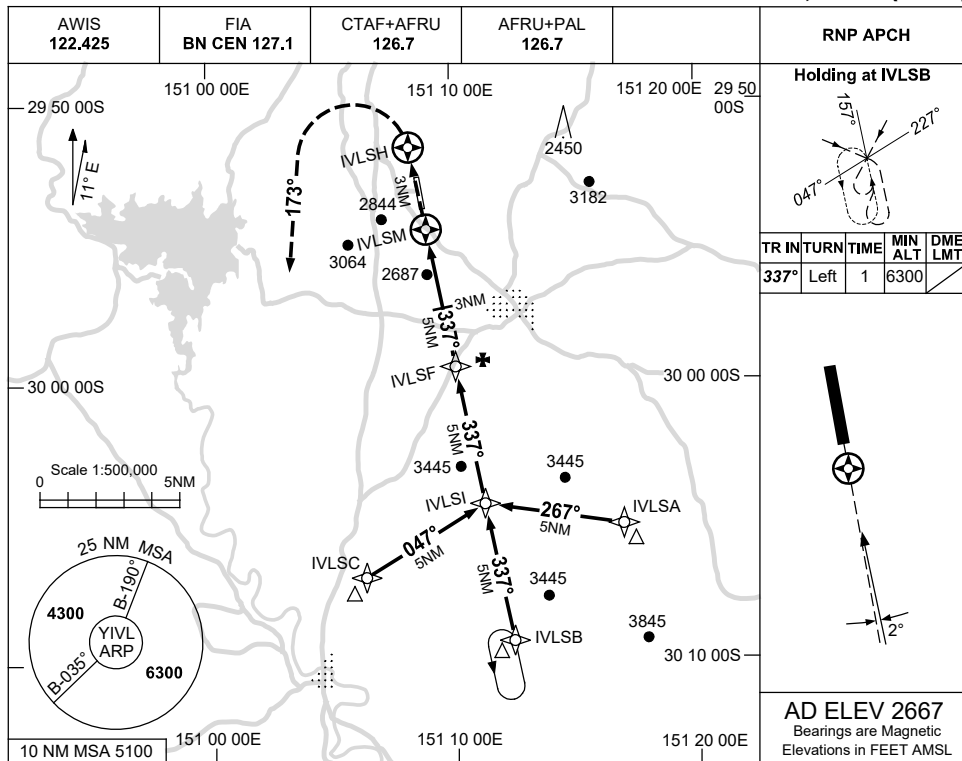 AWIS
122.425
FIA
BN CEN 127.1
CTAF+AFRU
126.7
AFRU+PAL
126.7
RNP APCH
151 00 00E
151 10 00E
151 20 00E
29 50 00S
29 50
00S
11° E
173°
IVLSH
3NM
2844
IVLSM
3064
2687
2450
3182
3NM
337°
5NM
IVLSF
30 00 00S
30 00 00S
337°
5NM
3445
3445
IVLSI
IVLSA
267°
5NM
047°
5NM
IVLSC
337°
5NM
3445
3845
IVLSB
30 10 00S
Scale 1:500,000
0
5NM
25 NM MSA
B-190°
4300
YIVL
ARP
B-035°
6300
10 NM MSA 5100
151 00 00E
151 10 00E
151 20 00E
Holding at IVLSB
157°
227°
047°
TR IN TURN TIME MIN ALT DME LMT
337° Left 1 6300
2°
AD ELEV 2667
Bearings are Magnetic
Elevations in FEET AMSL